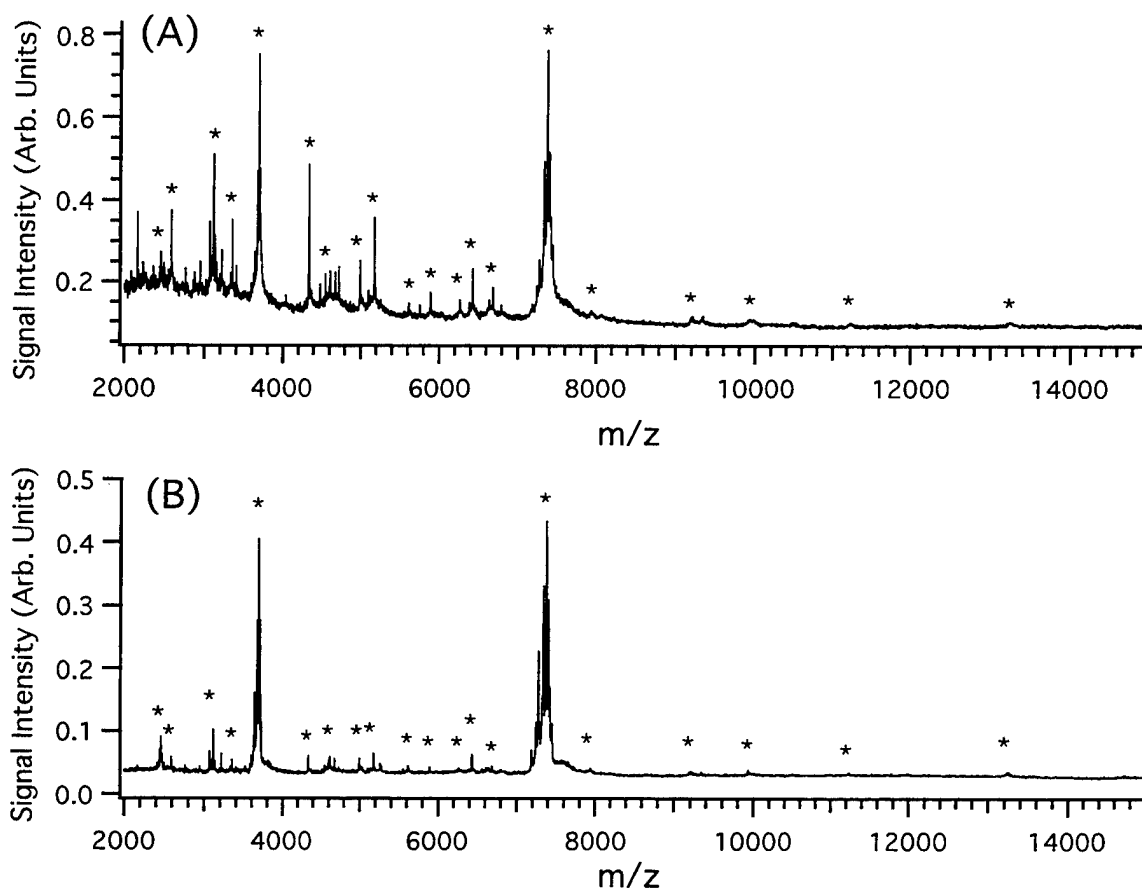 (A)
Signal Intensity (Arb. Units)
0.8
0.6
0.4
0.2
* * * * * * * * * * * * * * * * * * *
2000 4000 6000 8000 10000 12000 14000
m/z
(B)
Signal Intensity (Arb. Units)
0.5
0.4
0.3
0.2
0.1
0.0
* * * * * * * * * * * * * * * * * * *
2000 4000 6000 8000 10000 12000 14000
m/z